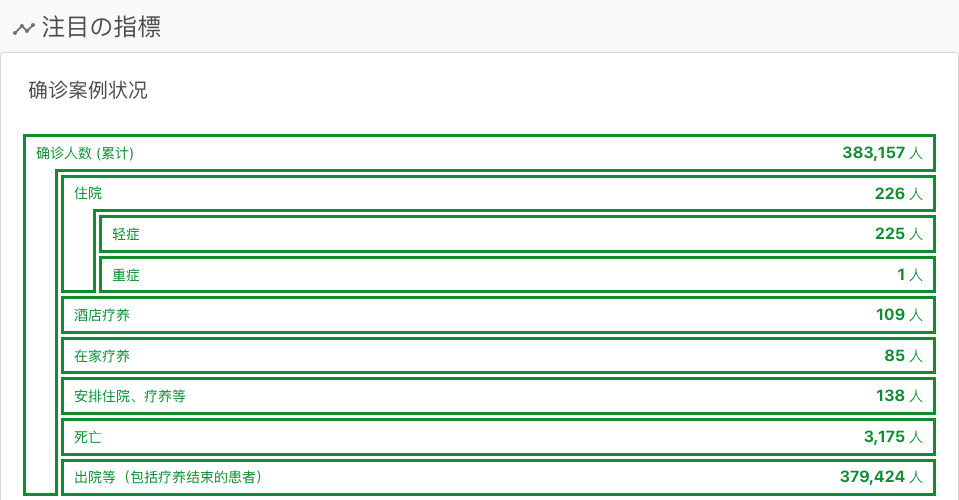 注目の指標
确诊案例状况
确诊人数 (累计) 383,157 人
住院 226 人
轻症 225 人
重症 1 人
酒店疗养 109 人
在家疗养 85 人
安排住院、疗养等 138 人
死亡 3,175 人
出院等（包括疗养结束的患者） 379,424 人